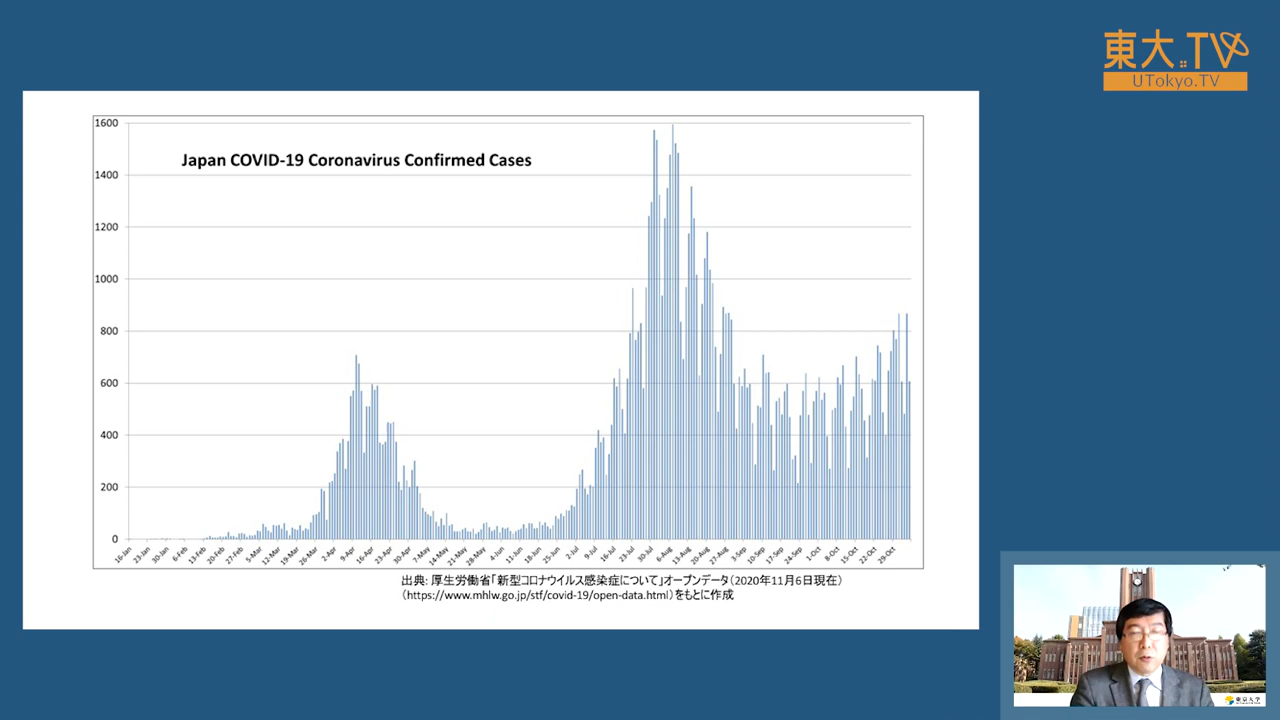 東大.TV
UTokyo.TV
Japan COVID-19 Coronavirus Confirmed Cases
1600
1400
1200
1000
800
600
400
200
0
16-Jan 23-Jan 30-Jan 6-Feb 13-Feb 20-Feb 27-Feb 5-Mar 12-Mar 19-Mar 26-Mar 2-Apr 9-Apr 16-Apr 23-Apr 30-Apr 7-May 14-May 21-May 28-May 4-Jun 11-Jun 18-Jun 25-Jun 2-Jul 9-Jul 16-Jul 23-Jul 30-Jul 6-Aug 13-Aug 20-Aug 27-Aug 3-Sep 10-Sep 17-Sep 24-Sep 1-Oct 8-Oct 15-Oct 22-Oct 29-Oct
出典: 厚生労働省「新型コロナウイルス感染症について」オープンデータ（2020年11月6日現在）
（https://www.mhlw.go.jp/stf/covid-19/open-data.html）をもとに作成
東京大学